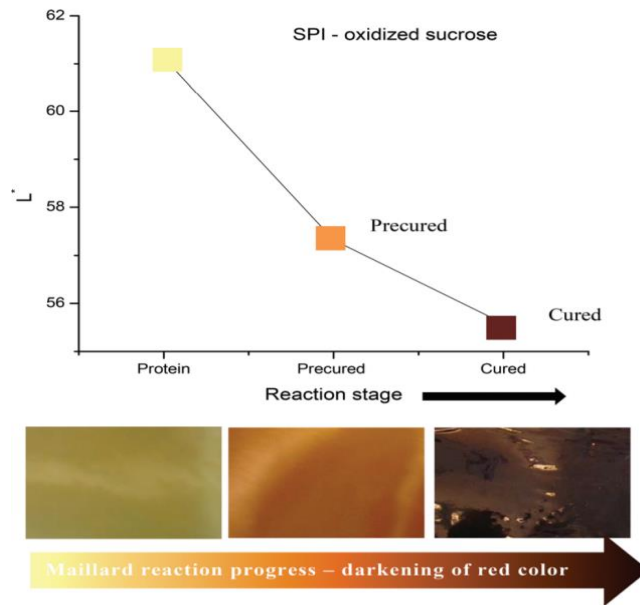 SPI - oxidized sucrose
62
60
58
56
L*
Precured
Cured
Protein Precured Cured
Reaction stage
Maillard reaction progress – darkening of red color